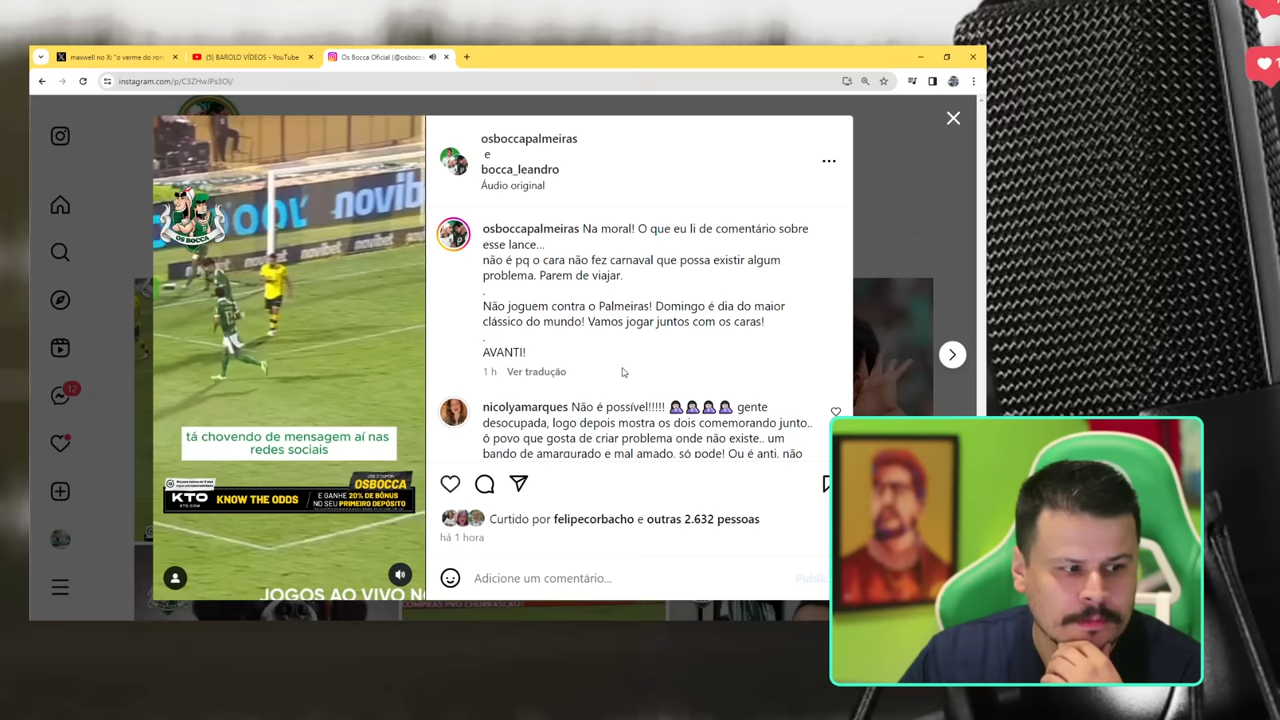 maxwell no X: "o verme do ron
(5) BAROLO VÍDEOS - YouTube
Os Bocca Oficial (@osbocc
instagram.com/p/C3ZHwJPs3OI/
osboccapalmeiras
e
bocca_leandro
Áudio original
novibet
OS BOCCA
osboccapalmeiras Na moral! O que eu li de comentário sobre
esse lance...
não é pq o cara não fez carnaval que possa existir algum
problema. Parem de viajar.
.
Não joguem contra o Palmeiras! Domingo é dia do maior
clássico do mundo! Vamos jogar juntos com os caras!
.
AVANTI!
1 h Ver tradução
12
nicolyamarques Não é possível!!!!! 🤦🏻‍♀️🤦🏻‍♀️🤦🏻‍♀️🤦🏻‍♀️ gente
desocupada, logo depois mostra os dois comemorando junto..
ô povo que gosta de criar problema onde não existe.. um
bando de amargurado e mal amado, só pode! Ou é anti, não
tá chovendo de mensagem aí nas
redes sociais
KTO
KTO.COM
KNOW THE ODDS
OSBOCCA
E GANHE 20% DE BÔNUS
NO SEU PRIMEIRO DEPÓSITO
Curtido por felipecorbacho e outras 2.632 pessoas
há 1 hora
Adicione um comentário...
Public
JOGOS AO VIVO N